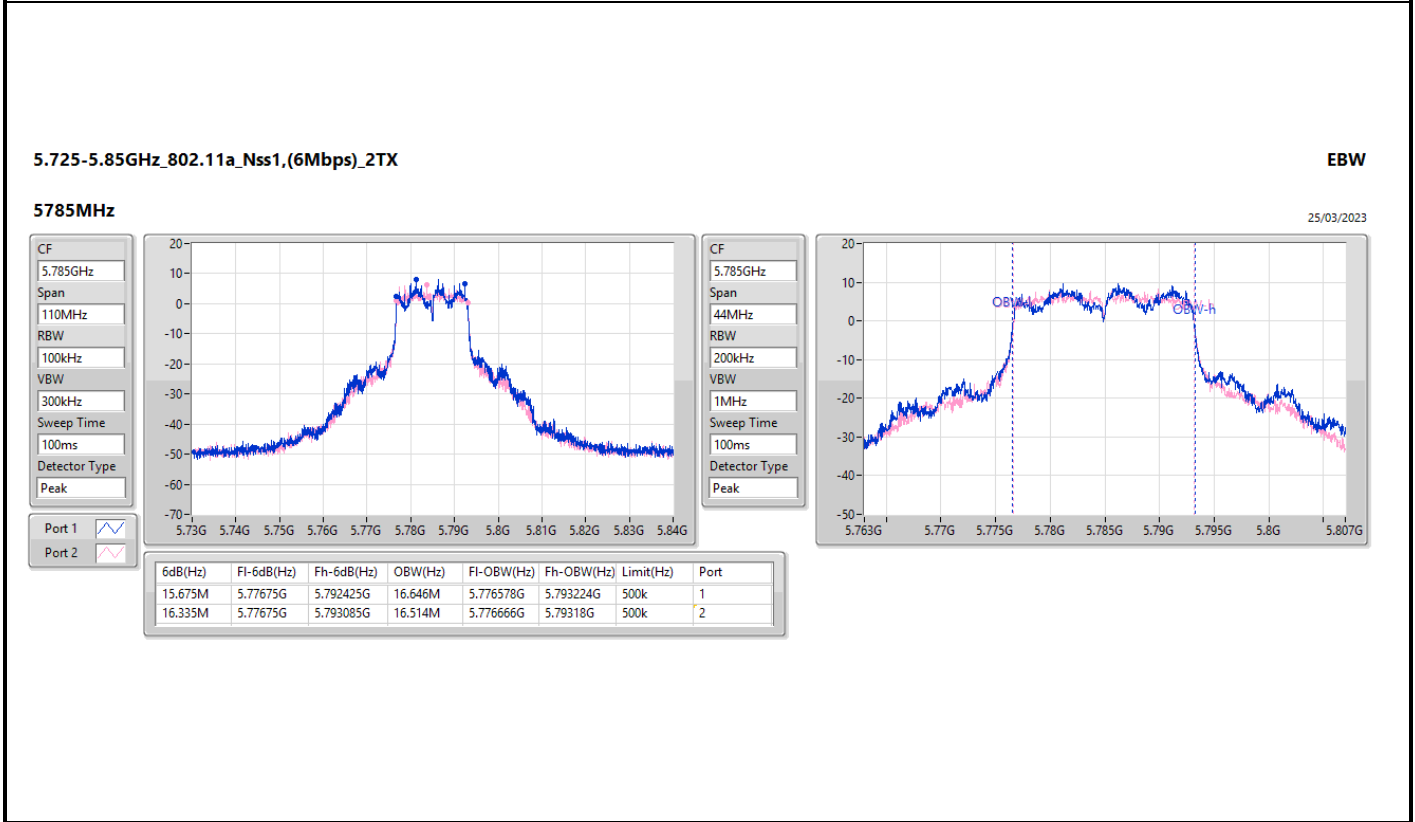 5.725-5.85GHz_802.11a_Nss1,(6Mbps)_2TX
EBW
5785MHz
25/03/2023
CF
5.785GHz
Span
110MHz
RBW
100kHz
VBW
300kHz
Sweep Time
100ms
Detector Type
Peak
Port 1
Port 2
20
10
0
-10
-20
-30
-40
-50
-60
-70
5.73G 5.74G 5.75G 5.76G 5.77G 5.78G 5.79G 5.8G 5.81G 5.82G 5.83G 5.84G
CF
5.785GHz
Span
44MHz
RBW
200kHz
VBW
1MHz
Sweep Time
100ms
Detector Type
Peak
20
10
0
-10
-20
-30
-40
-50
OBW-h
5.763G 5.77G 5.775G 5.78G 5.785G 5.79G 5.795G 5.8G 5.807G
6dB(Hz) Fl-6dB(Hz) Fh-6dB(Hz) OBW(Hz) Fl-OBW(Hz) Fh-OBW(Hz) Limit(Hz) Port
15.675M 5.77675G 5.792425G 16.646M 5.776578G 5.793224G 500k 1
16.335M 5.77675G 5.793085G 16.514M 5.776666G 5.79318G 500k 2